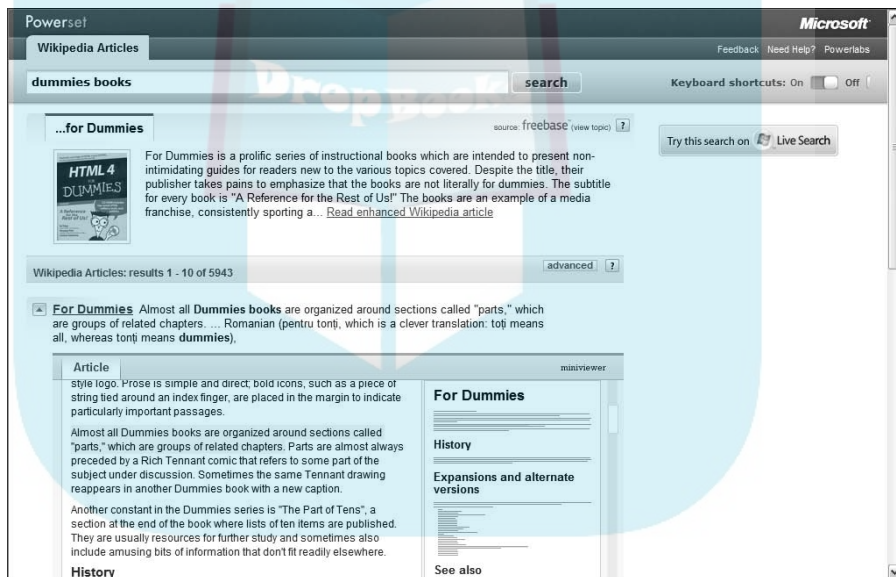 Powerset
Microsoft
Wikipedia Articles
Feedback Need Help? Powerlabs
dummies books
search
Keyboard shortcuts: On Off
DropBooks
...for Dummies
source: freebase (view topic) ?
Try this search on Live Search
HTML 4
FOR
DUMMIES
For Dummies is a prolific series of instructional books which are intended to present non-
intimidating guides for readers new to the various topics covered. Despite the title, their
publisher takes pains to emphasize that the books are not literally for dummies. The subtitle
for every book is "A Reference for the Rest of Us!" The books are an example of a media
franchise, consistently sporting a... Read enhanced Wikipedia article
Wikipedia Articles: results 1 - 10 of 5943
advanced ?
For Dummies Almost all Dummies books are organized around sections called "parts," which
are groups of related chapters. ... Romanian (pentru tonţi, which is a clever translation: toţi means
all, whereas tonţi means dummies),
Article
miniviewer
style logo. Prose is simple and direct; bold icons, such as a piece of
string tied around an index finger, are placed in the margin to indicate
particularly important passages.
Almost all Dummies books are organized around sections called
"parts," which are groups of related chapters. Parts are almost always
preceded by a Rich Tennant comic that refers to some part of the
subject under discussion. Sometimes the same Tennant drawing
reappears in another Dummies book with a new caption.
Another constant in the Dummies series is "The Part of Tens", a
section at the end of the book where lists of ten items are published.
They are usually resources for further study and sometimes also
include amusing bits of information that don't fit readily elsewhere.
History
For Dummies
History
Expansions and alternate
versions
See also